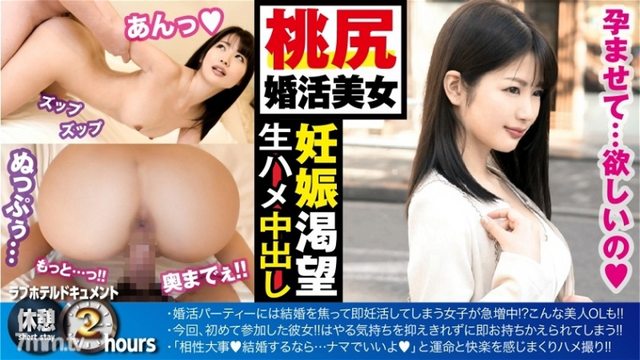 あんっ♥
ズップ
ズップ
ぬっぷぅ…
もっと…っ!!
奥までぇ!!
桃尻
婚活美女
妊娠渇望
生ハメ中出し
孕ませて…欲しいの♥
ラブホテルドキュメント
休憩
Short stay
2
hours
・婚活パーティーには結婚を焦って即妊活してしまう女子が急増中!?こんな美人OLも!!
・今回、初めて参加した彼女!!はやる気持ちを抑えきれずに即お持ちかえられてしまう!!
・「相性大事♥結婚するなら…ナマでいいよ♥」と運命と快楽を感じまくりハメ撮り!!